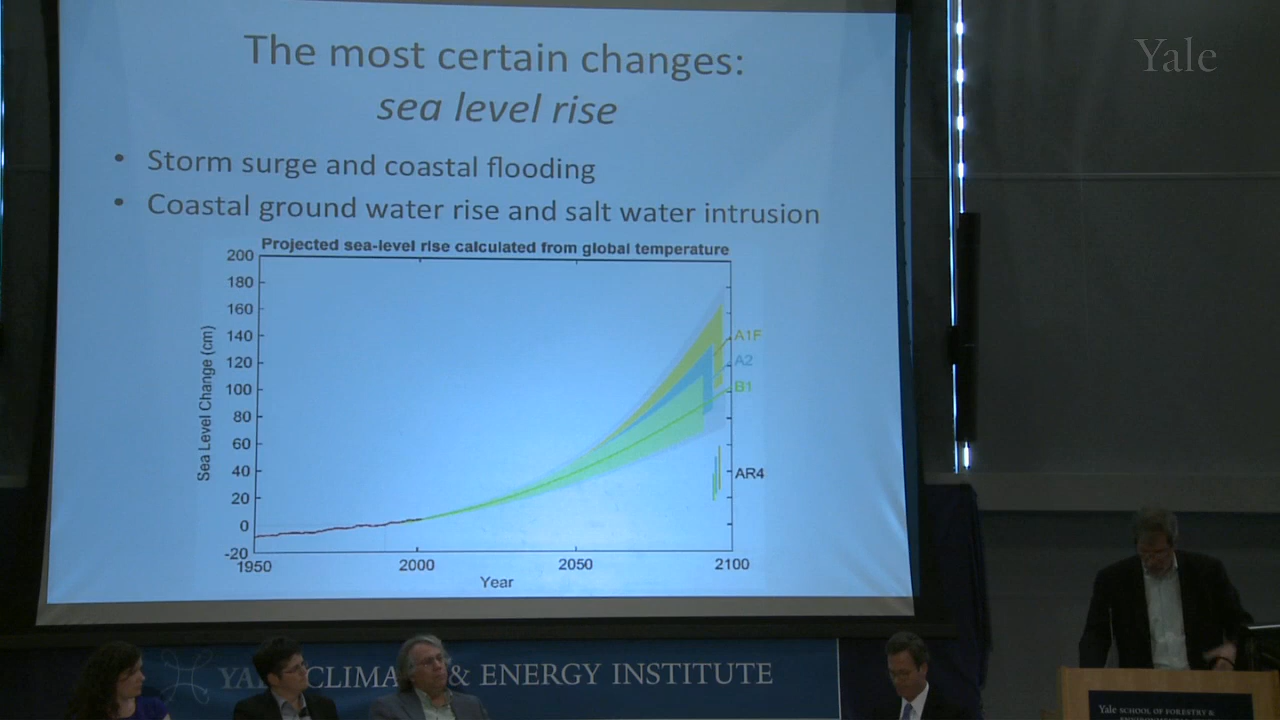 The most certain changes:
sea level rise
• Storm surge and coastal flooding
• Coastal ground water rise and salt water intrusion
Projected sea-level rise calculated from global temperature
200
180
160
140
120
100
80
60
40
20
0
-20
Sea Level Change (cm)
1950
2000
2050
2100
Year
A1F
A2
B1
AR4
Yale
CLIMA & ENERGY INSTITUTE
Yale SCHOOL OF FORESTRY &